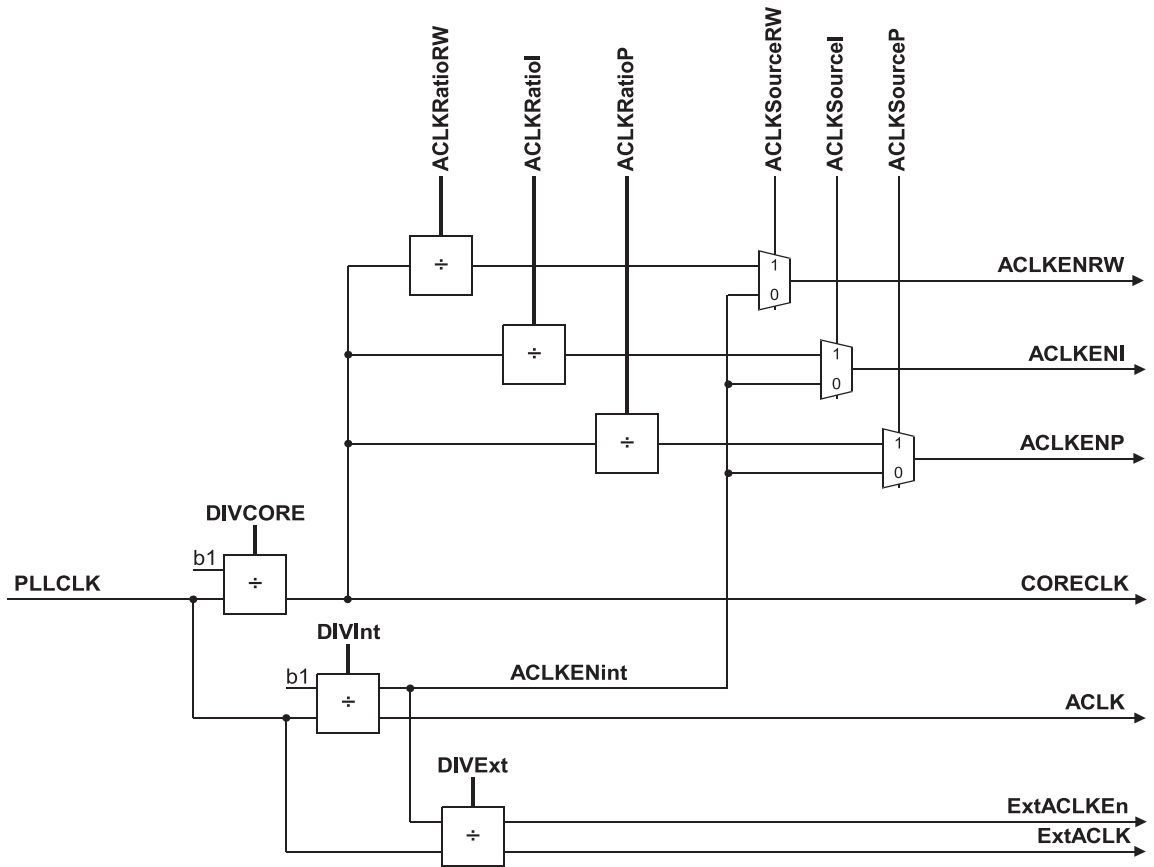 ACLKRatioRW
ACLKRatioI
ACLKRatioP
ACLKSourceRW
ACLKSourceI
ACLKSourceP
÷
1
0
ACLKENRW
÷
1
0
ACLKENI
÷
1
0
ACLKENP
DIVCORE
b1
PLLCLK
÷
CORECLK
DIVInt
b1
ACLKENint
÷
ACLK
DIVExt
÷
ExtACLKEn
ExtACLK